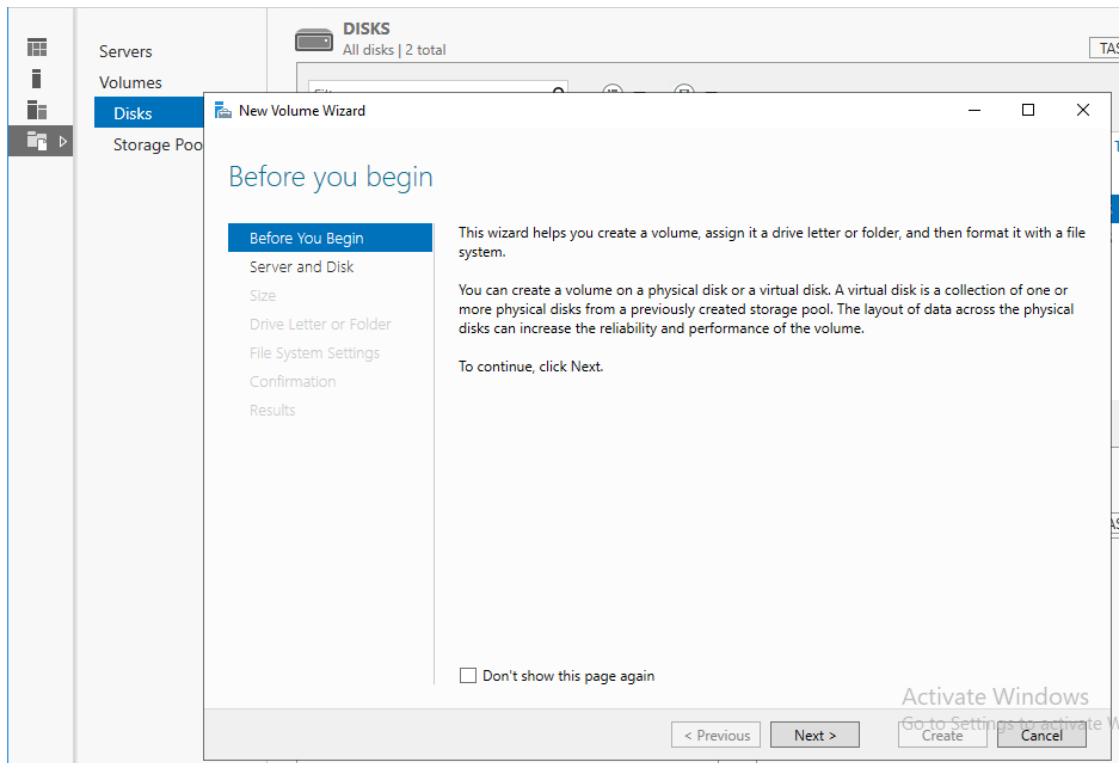 DISKS
All disks | 2 total
TAS
Servers
Volumes
Disks
Storage Poo
New Volume Wizard
Before you begin
Before You Begin
Server and Disk
Size
Drive Letter or Folder
File System Settings
Confirmation
Results
This wizard helps you create a volume, assign it a drive letter or folder, and then format it with a file
system.
You can create a volume on a physical disk or a virtual disk. A virtual disk is a collection of one or
more physical disks from a previously created storage pool. The layout of data across the physical
disks can increase the reliability and performance of the volume.
To continue, click Next.
Don't show this page again
Activate Windows
Go to Settings to activate W
< Previous
Next >
Create
Cancel